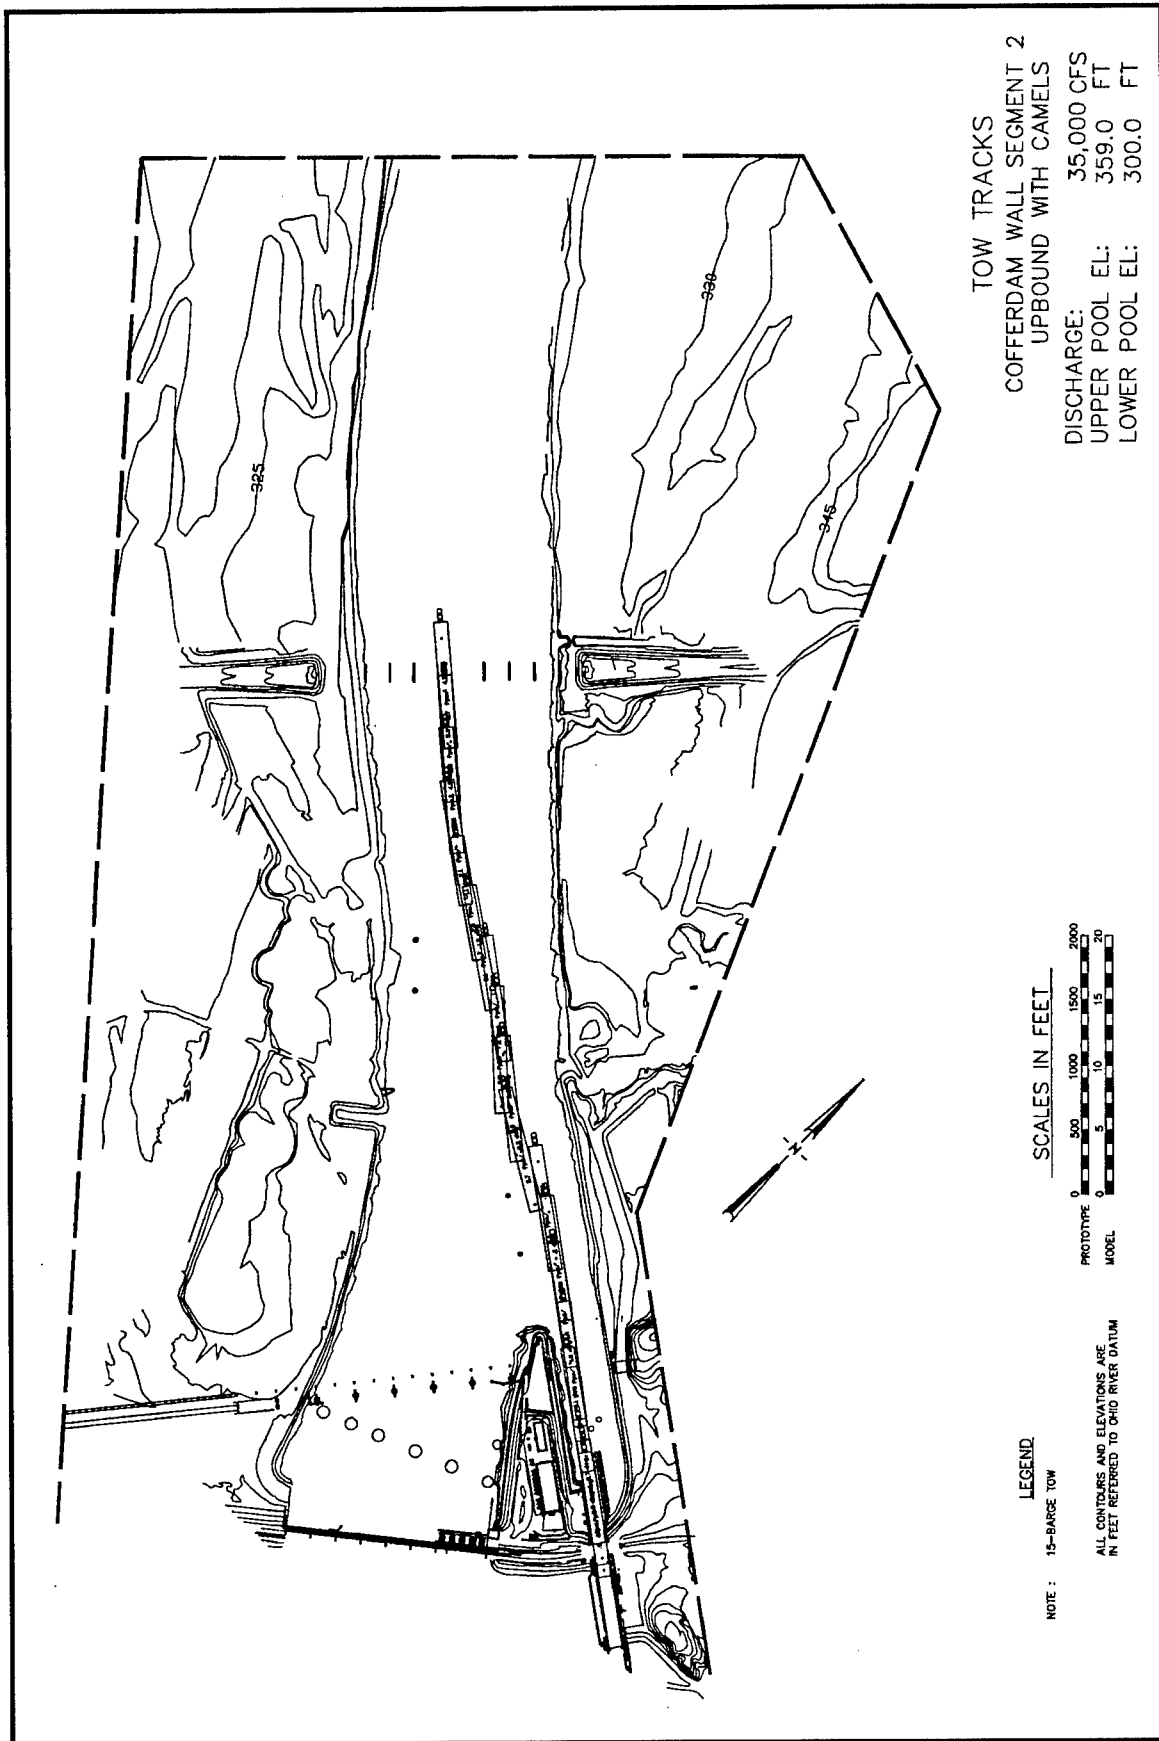 TOW TRACKS
COFFERDAM WALL SEGMENT 2
UPBOUND WITH CAMELS
DISCHARGE: 35,000 CFS
UPPER POOL EL: 359.0 FT
LOWER POOL EL: 300.0 FT
325
330
345
N
SCALES IN FEET
PROTOTYPE 0 500 1000 1500 2000
MODEL 0 5 10 15 20
LEGEND
NOTE : 15-BARGE TOW
ALL CONTOURS AND ELEVATIONS ARE
IN FEET REFERRED TO OHIO RIVER DATUM